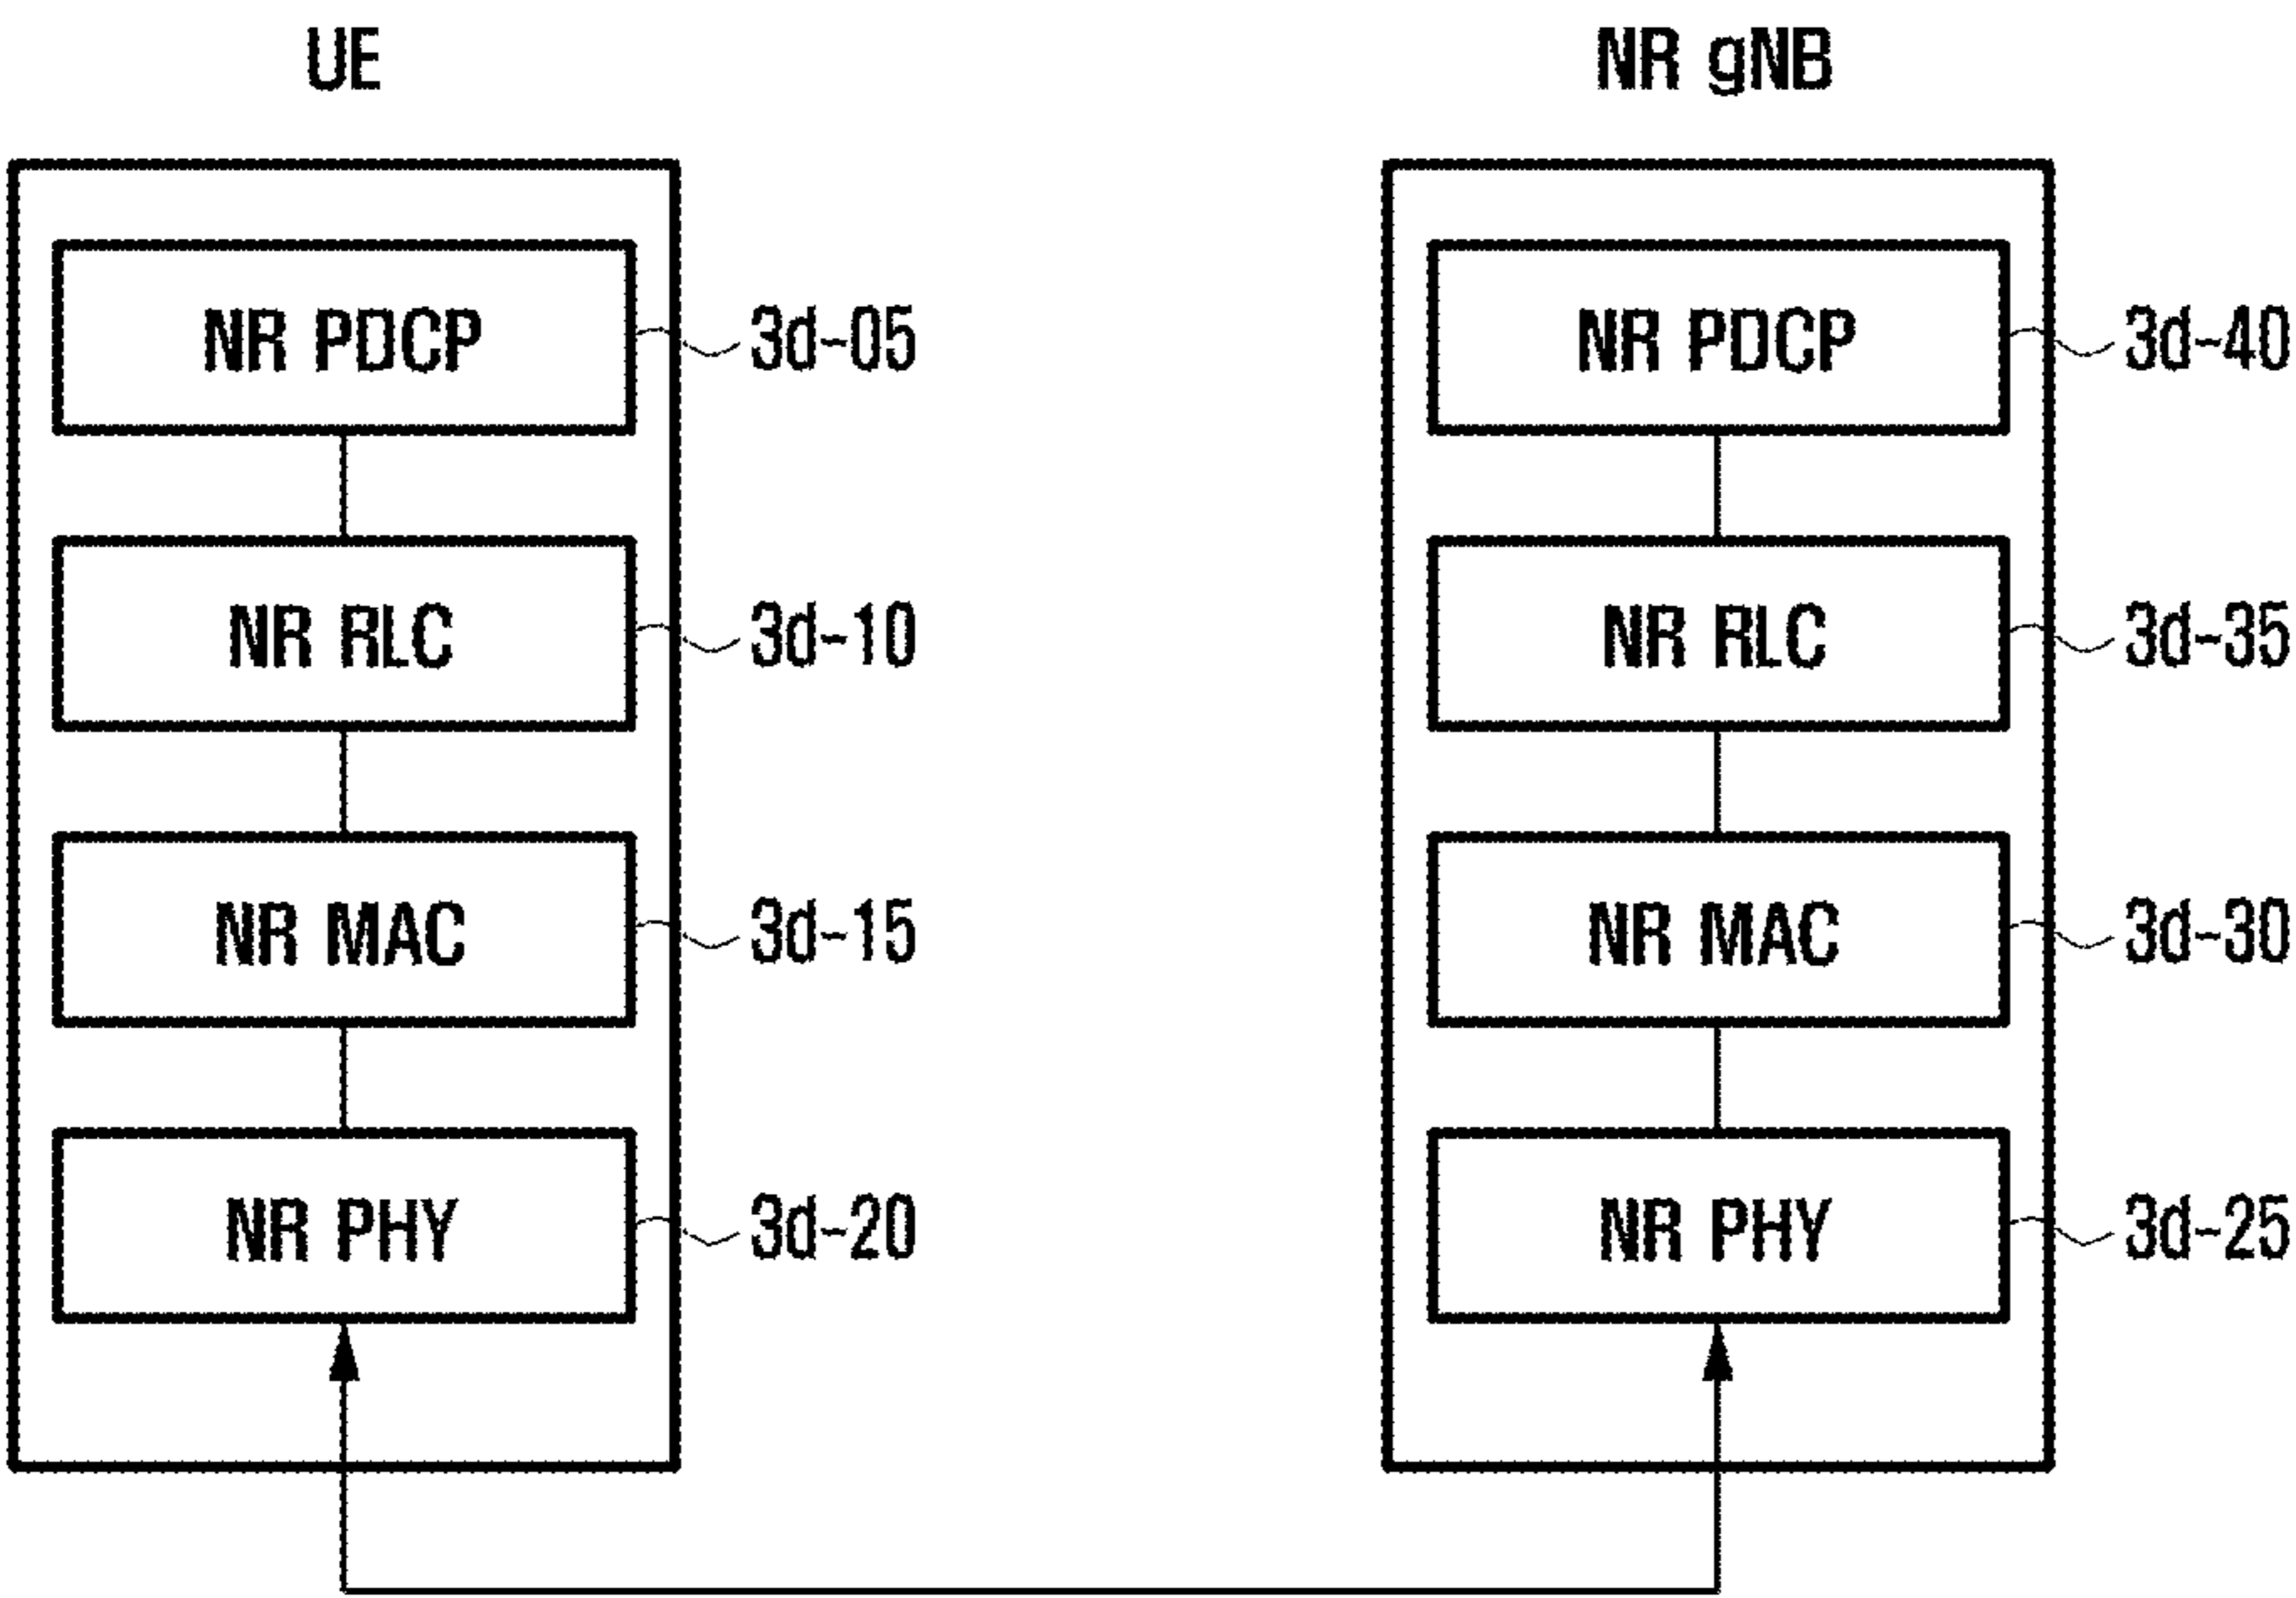 UE
NR gNB
NR PDCP
3d-05
NR PDCP
3d-40
NR RLC
3d-10
NR RLC
3d-35
NR MAC
3d-15
NR MAC
3d-30
NR PHY
3d-20
NR PHY
3d-25